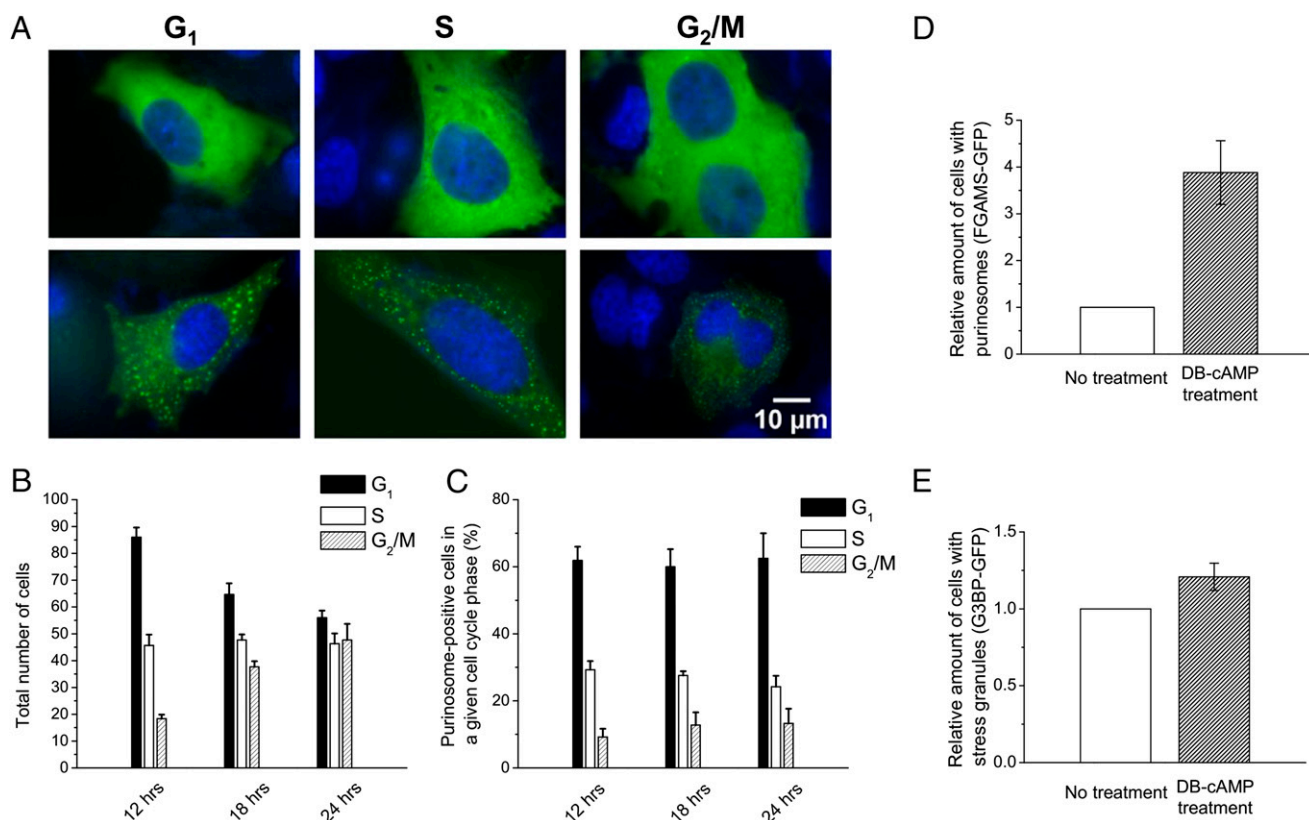 A
G₁
S
G₂/M
10 µm
B
Total number of cells
100
90
80
70
60
50
40
30
20
10
0
G₁
S
G₂/M
12 hrs
18 hrs
24 hrs
C
Purinosome-positive cells in
a given cell cycle phase (%)
80
60
40
20
0
G₁
S
G₂/M
12 hrs
18 hrs
24 hrs
D
Relative amount of cells with
purinosomes (FGAMS-GFP)
5
4
3
2
1
0
No treatment
DB-cAMP
treatment
E
Relative amount of cells with
stress granules (G3BP-GFP)
1.5
1.0
0.5
0.0
No treatment
DB-cAMP
treatment